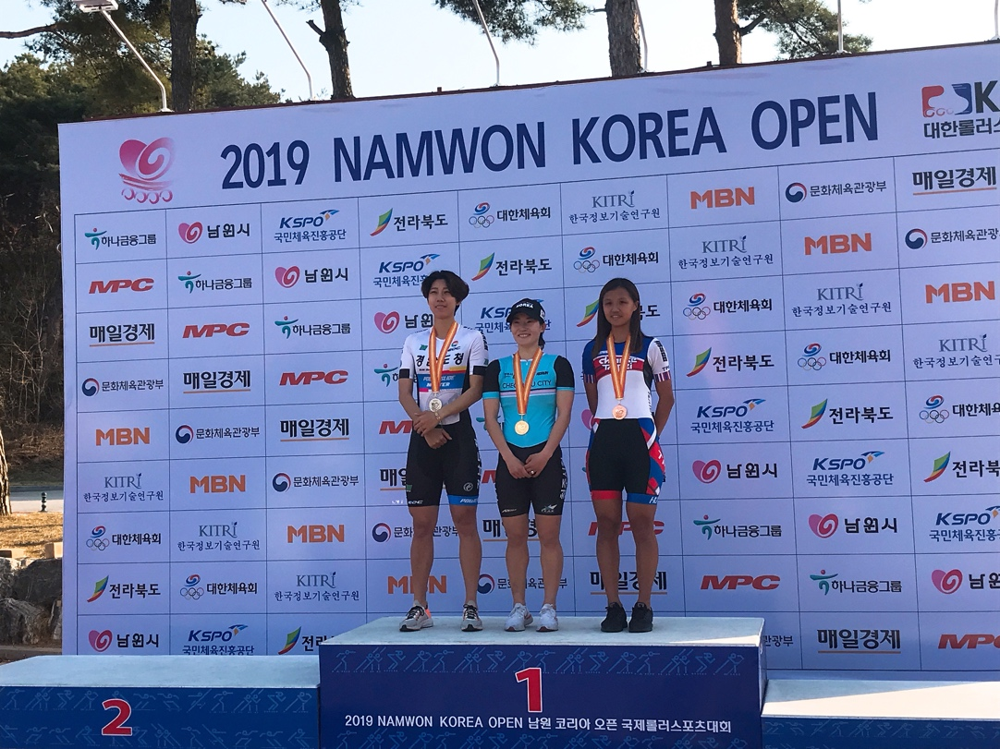 2019 NAMWON KOREA OPEN
대한롤러스
하나금융그룹 남원시 KSPO 국민체육진흥공단 전라북도 대한체육회 KITRI 한국정보기술연구원 MBN 문화체육관광부 매일경제
MPC 하나금융그룹 남원시 KSPO 국민체육진흥공단 전라북도 대한체육회 KITRI 한국정보기술연구원 MBN 문화체육관광부
매일경제 MPC 하나금융그룹 남원 KSPO 국민체육 전라북도 대한체육회 KITRI 한국정보기술연구원 MBN
문화체육관광부 매일경제 MPC 전라북도 대한체육회 KITRI 한국정보기술연
MBN 문화체육관광부 매일경제 KSPO 국민체육진흥공단 전라북도 대한체육
KITRI 한국정보기술연구원 MBN 문화체육관광부 남원시 KSPO 국민체육진흥공단 전라북
대한체육회 KITRI 한국정보기술연구원 MBN 문화체육관광부 매일 MPC 하나금융그룹 남원시 KSPO 국민체육진흥
전라북도 대한체육회 KITRI 한국정보기술연구원 MBN 문화체육관광부 매일경제 MPC 하나금융그룹
남원시 KSPO 국민체육진흥공단 전라 매일경제 MPC
KOREA
CITY
2
1
2019 NAMWON KOREA OPEN 남원 코리아 오픈 국제롤러스포츠대회